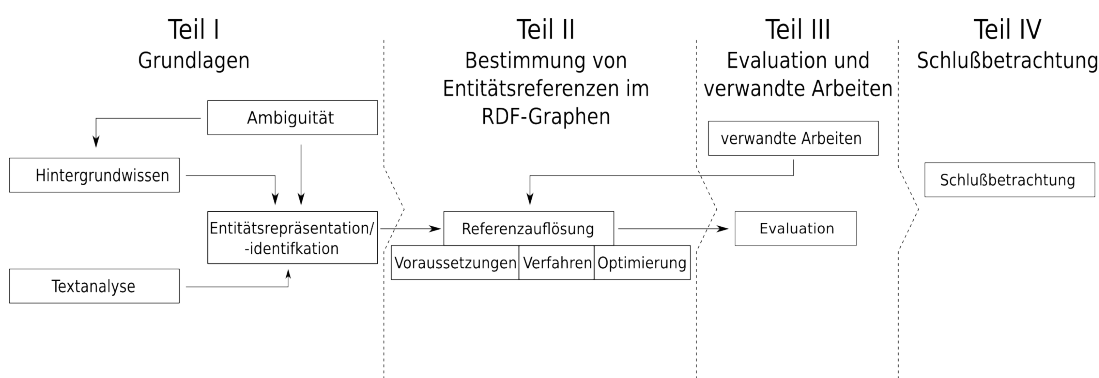 Teil I
Grundlagen
Ambiguität
Hintergrundwissen
Entitätsrepräsentation/
-identifkation
Textanalyse
Teil II
Bestimmung von
Entitätsreferenzen im
RDF-Graphen
Referenzauflösung
Voraussetzungen
Verfahren
Optimierung
Teil III
Evaluation und
verwandte Arbeiten
verwandte Arbeiten
Evaluation
Teil IV
Schlußbetrachtung
Schlußbetrachtung